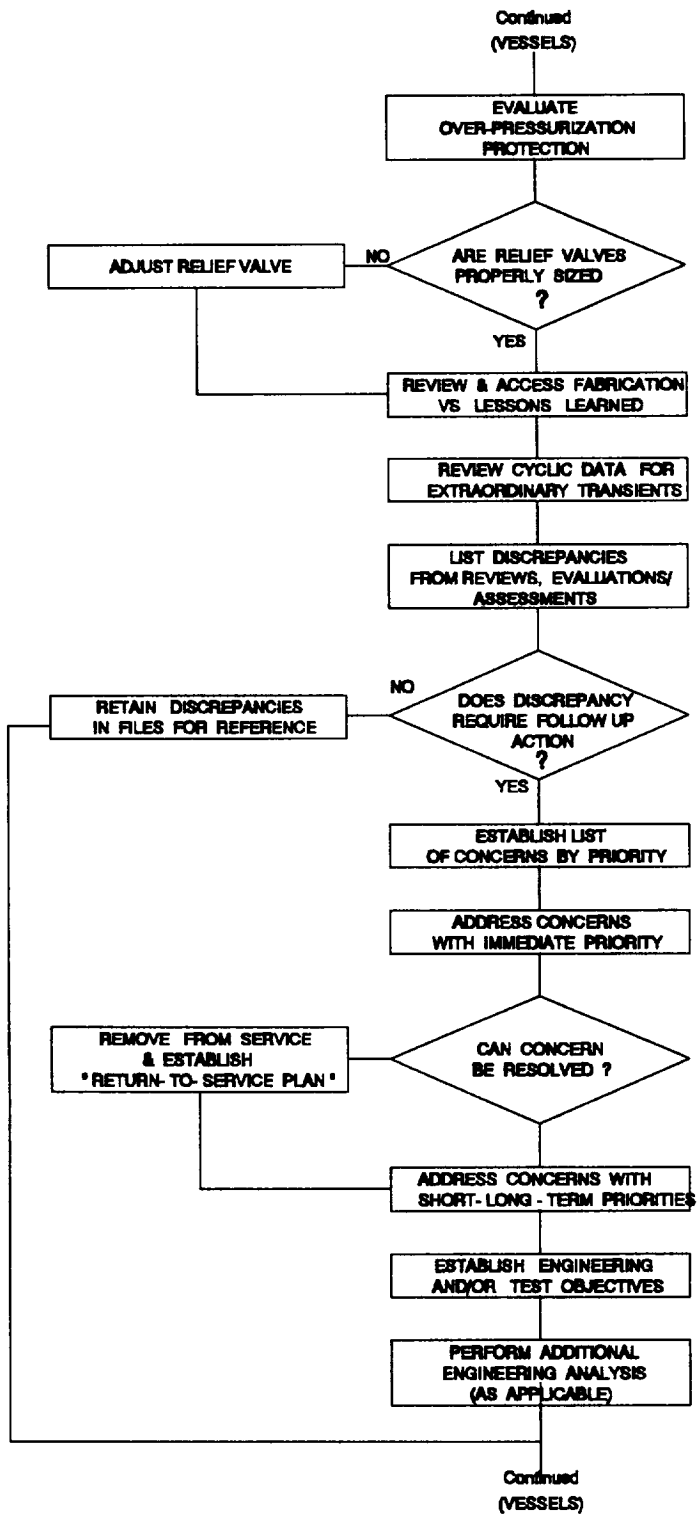 Continued
(VESSELS)
EVALUATE
OVER-PRESSURIZATION
PROTECTION
ARE RELIEF VALVES
PROPERLY SIZED
?
NO
ADJUST RELIEF VALVE
YES
REVIEW & ACCESS FABRICATION
VS LESSONS LEARNED
REVIEW CYCLIC DATA FOR
EXTRAORDINARY TRANSIENTS
LIST DISCREPANCIES
FROM REVIEWS, EVALUATIONS/
ASSESSMENTS
DOES DISCREPANCY
REQUIRE FOLLOW UP
ACTION
?
NO
RETAIN DISCREPANCIES
IN FILES FOR REFERENCE
YES
ESTABLISH LIST
OF CONCERNS BY PRIORITY
ADDRESS CONCERNS
WITH IMMEDIATE PRIORITY
CAN CONCERN
BE RESOLVED ?
REMOVE FROM SERVICE
& ESTABLISH
" RETURN- TO- SERVICE PLAN "
ADDRESS CONCERNS WITH
SHORT- LONG - TERM PRIORITIES
ESTABLISH ENGINEERING
AND/OR TEST OBJECTIVES
PERFORM ADDITIONAL
ENGINEERING ANALYSIS
(AS APPLICABLE)
Continued
(VESSELS)